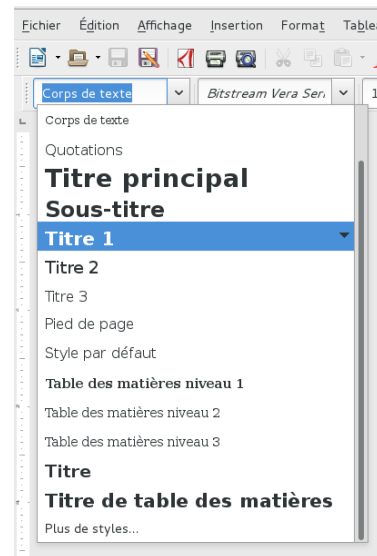 Fichier Édition Affichage Insertion Format
Corps de texte Bitstream Vera Seri 1
Corps de texte
Quotations
Titre principal
Sous-titre
Titre 1
Titre 2
Titre 3
Pied de page
Style par défaut
Table des matières niveau 1
Table des matières niveau 2
Table des matières niveau 3
Titre
Titre de table des matières
Plus de styles...